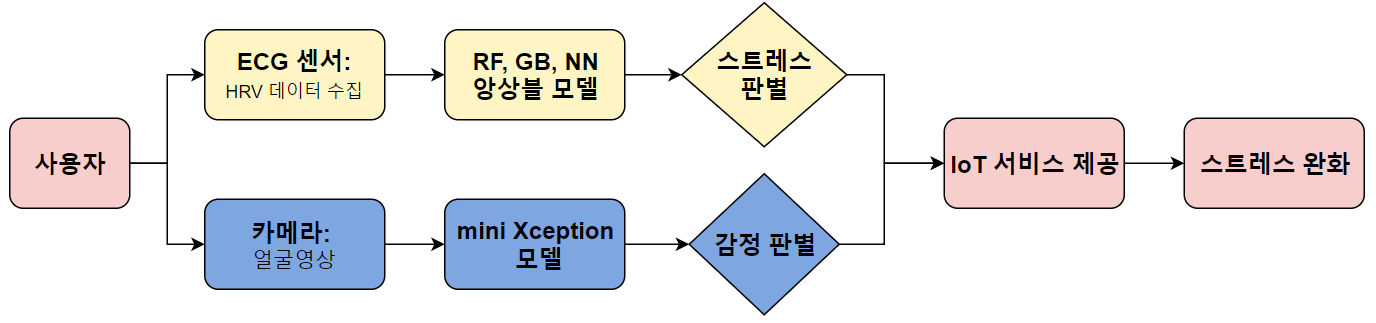 사용자
ECG 센서:
HRV 데이터 수집
RF, GB, NN
앙상블 모델
스트레스
판별
카메라:
얼굴영상
mini Xception
모델
감정 판별
IoT 서비스 제공
스트레스 완화